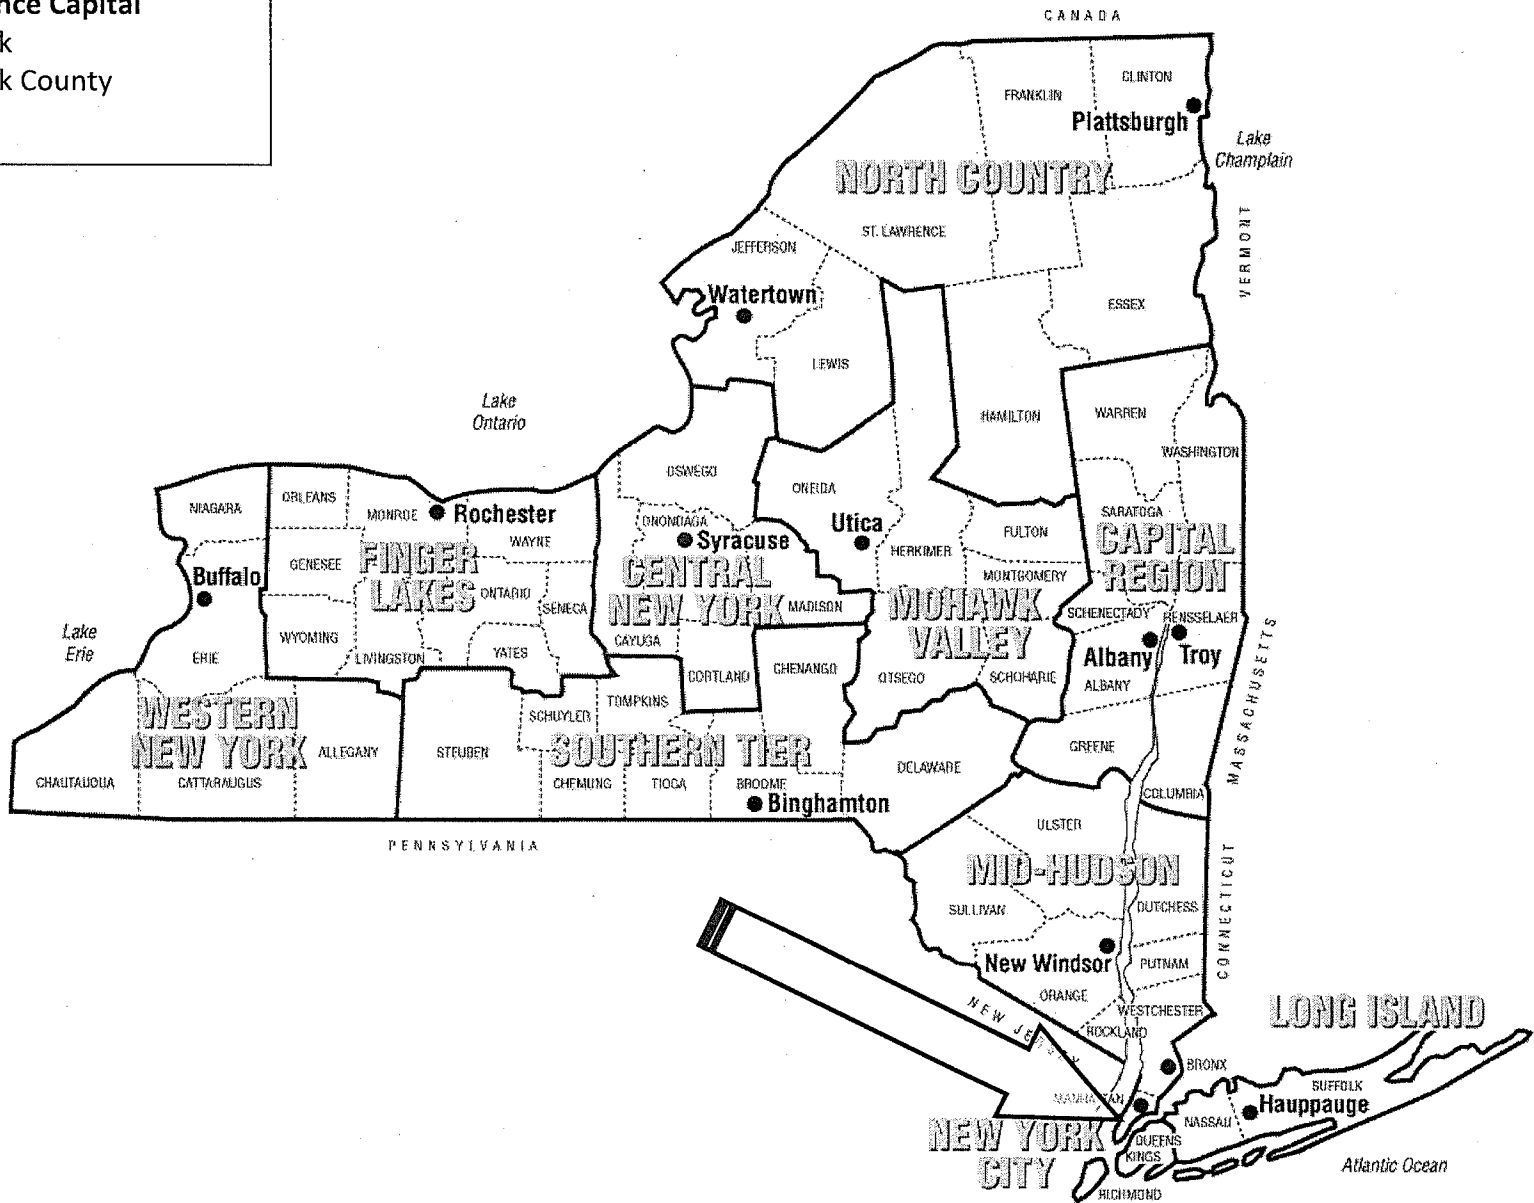 nce Capital
k
k County
CANADA
FRANKLIN
CLINTON
Plattsburgh
Lake
Champlain
NORTH COUNTRY
VERMONT
ST. LAWRENCE
JEFFERSON
Watertown
ESSEX
LEWIS
Lake
Ontario
HAMILTON
WARREN
WASHINGTON
OSWEGO
ONEIDA
NIAGARA
ORLEANS
MONROE
Rochester
WAYNE
ONONDAGA
Syracuse
Utica
HERKIMER
FULTON
SARATOGA
CAPITAL
REGION
GENESEE
FINGER
LAKES
ONTARIO
SENECA
CENTRAL
NEW YORK
MADISON
MONTGOMERY
MOHAWK
VALLEY
SCHENECTADY
RENSSELAER
Buffalo
Lake
Erie
ERIE
WYOMING
LIVINGSTON
YATES
CAYUGA
CORTLAND
CHENANGO
OTSEGO
SCHOHARIE
Albany
Troy
ALBANY
MASSACHUSETTS
WESTERN
NEW YORK
ALLEGANY
STEUBEN
SCHUYLER
TOMPKINS
SOUTHERN TIER
CHAUTAUQUA
CATTARAUGUS
CHEMUNG
TIOGA
BROOME
Binghamton
DELAWARE
GREENE
COLUMBIA
PENNSYLVANIA
ULSTER
MID-HUDSON
SULLIVAN
DUTCHESS
CONNECTICUT
New Windsor
PUTNAM
ORANGE
NEW JERSEY
WESTCHESTER
ROCKLAND
LONG ISLAND
BRONX
MANHATTAN
SUFFOLK
Hauppauge
NASSAU
NEW YORK
CITY
QUEENS
KINGS
RICHMOND
Atlantic Ocean